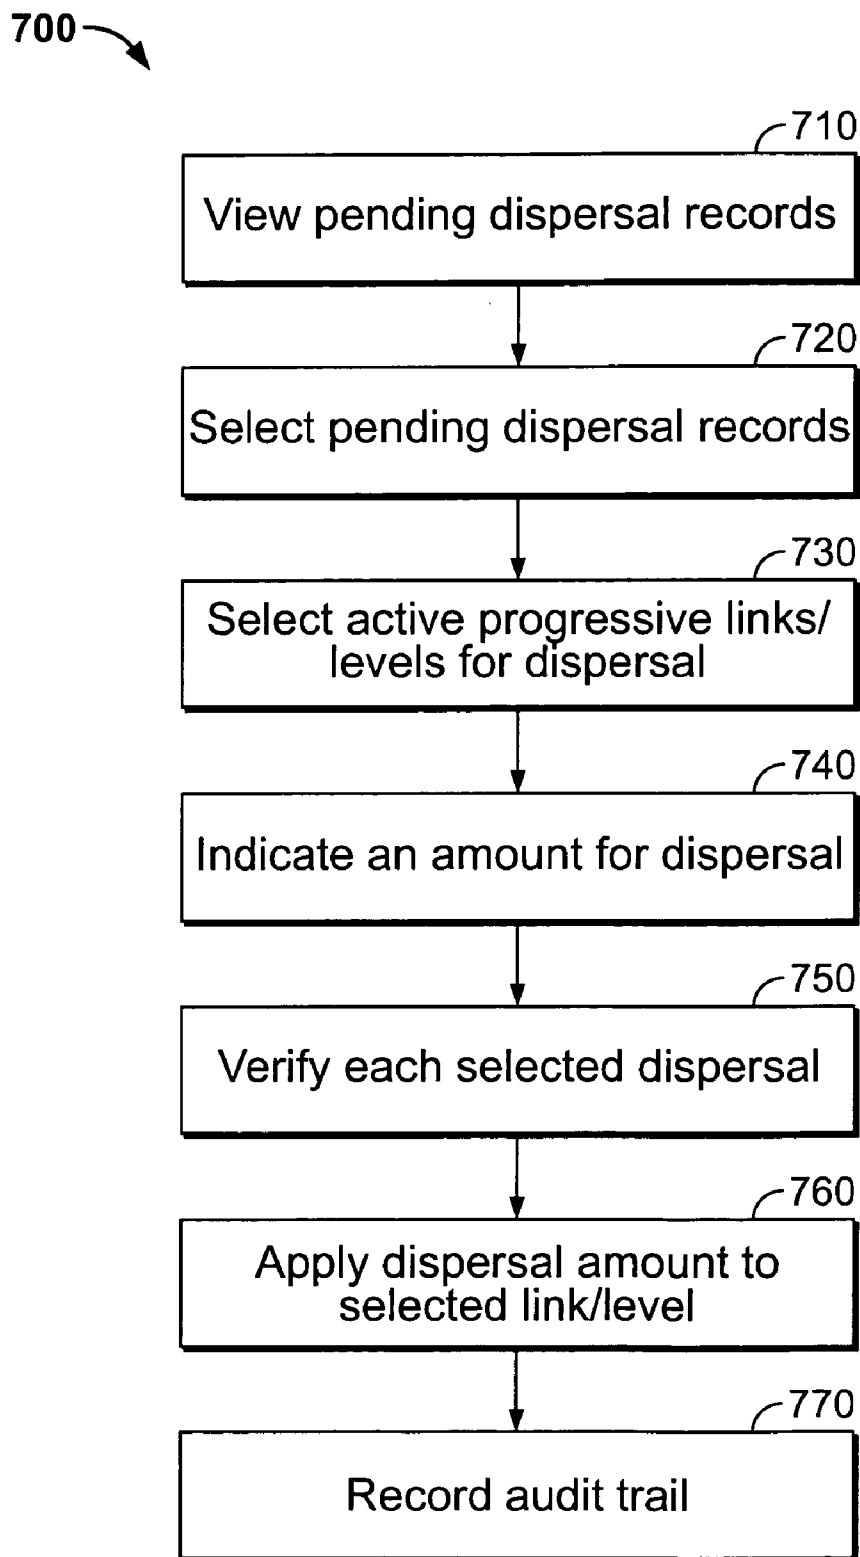 700
710
View pending dispersal records
720
Select pending dispersal records
730
Select active progressive links/
levels for dispersal
740
Indicate an amount for dispersal
750
Verify each selected dispersal
760
Apply dispersal amount to
selected link/level
770
Record audit trail